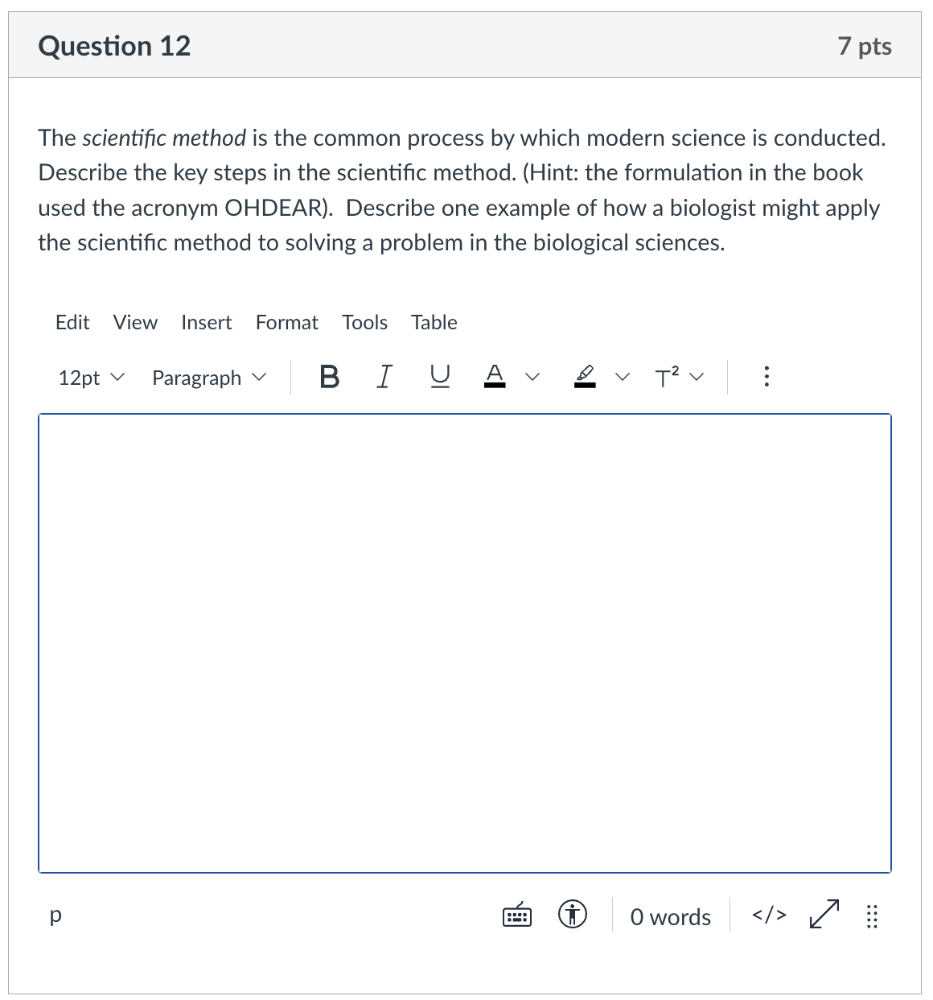 Question 12
7 pts
The scientific method is the common process by which modern science is conducted.
Describe the key steps in the scientific method. (Hint: the formulation in the book
used the acronym OHDEAR).  Describe one example of how a biologist might apply
the scientific method to solving a problem in the biological sciences.
Edit View Insert Format Tools Table
12pt Paragraph B I U A T²
p 0 words </>